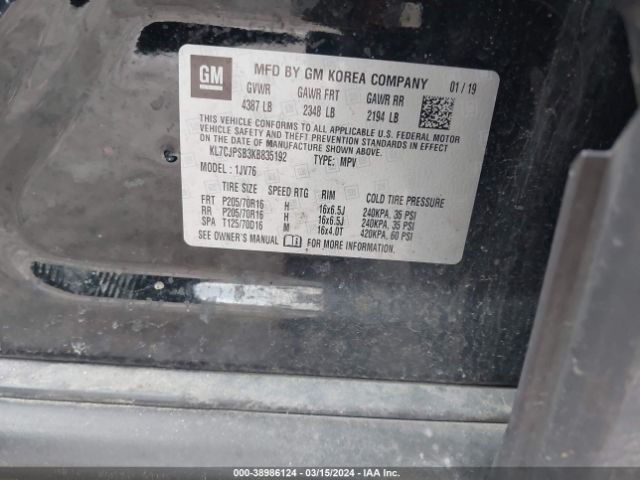 GM
MFD BY GM KOREA COMPANY 01/19
GVWR GAWR FRT GAWR RR
4387 LB 2348 LB 2194 LB
THIS VEHICLE CONFORMS TO ALL APPLICABLE U.S. FEDERAL MOTOR
VEHICLE SAFETY AND THEFT PREVENTION STANDARDS IN EFFECT
ON THE DATE OF MANUFACTURE SHOWN ABOVE.
KL7CJPSB3KB835192 TYPE: MPV
MODEL: 1JV76
TIRE SIZE SPEED RTG RIM COLD TIRE PRESSURE
FRT P205/70R16 H 16x6.5J 240KPA, 35 PSI
RR P205/70R16 H 16x6.5J 240KPA, 35 PSI
SPA T125/70D16 M 16x4.0T 420KPA, 60 PSI
SEE OWNER'S MANUAL FOR MORE INFORMATION.
000-38986124 - 03/15/2024 - IAA Inc.